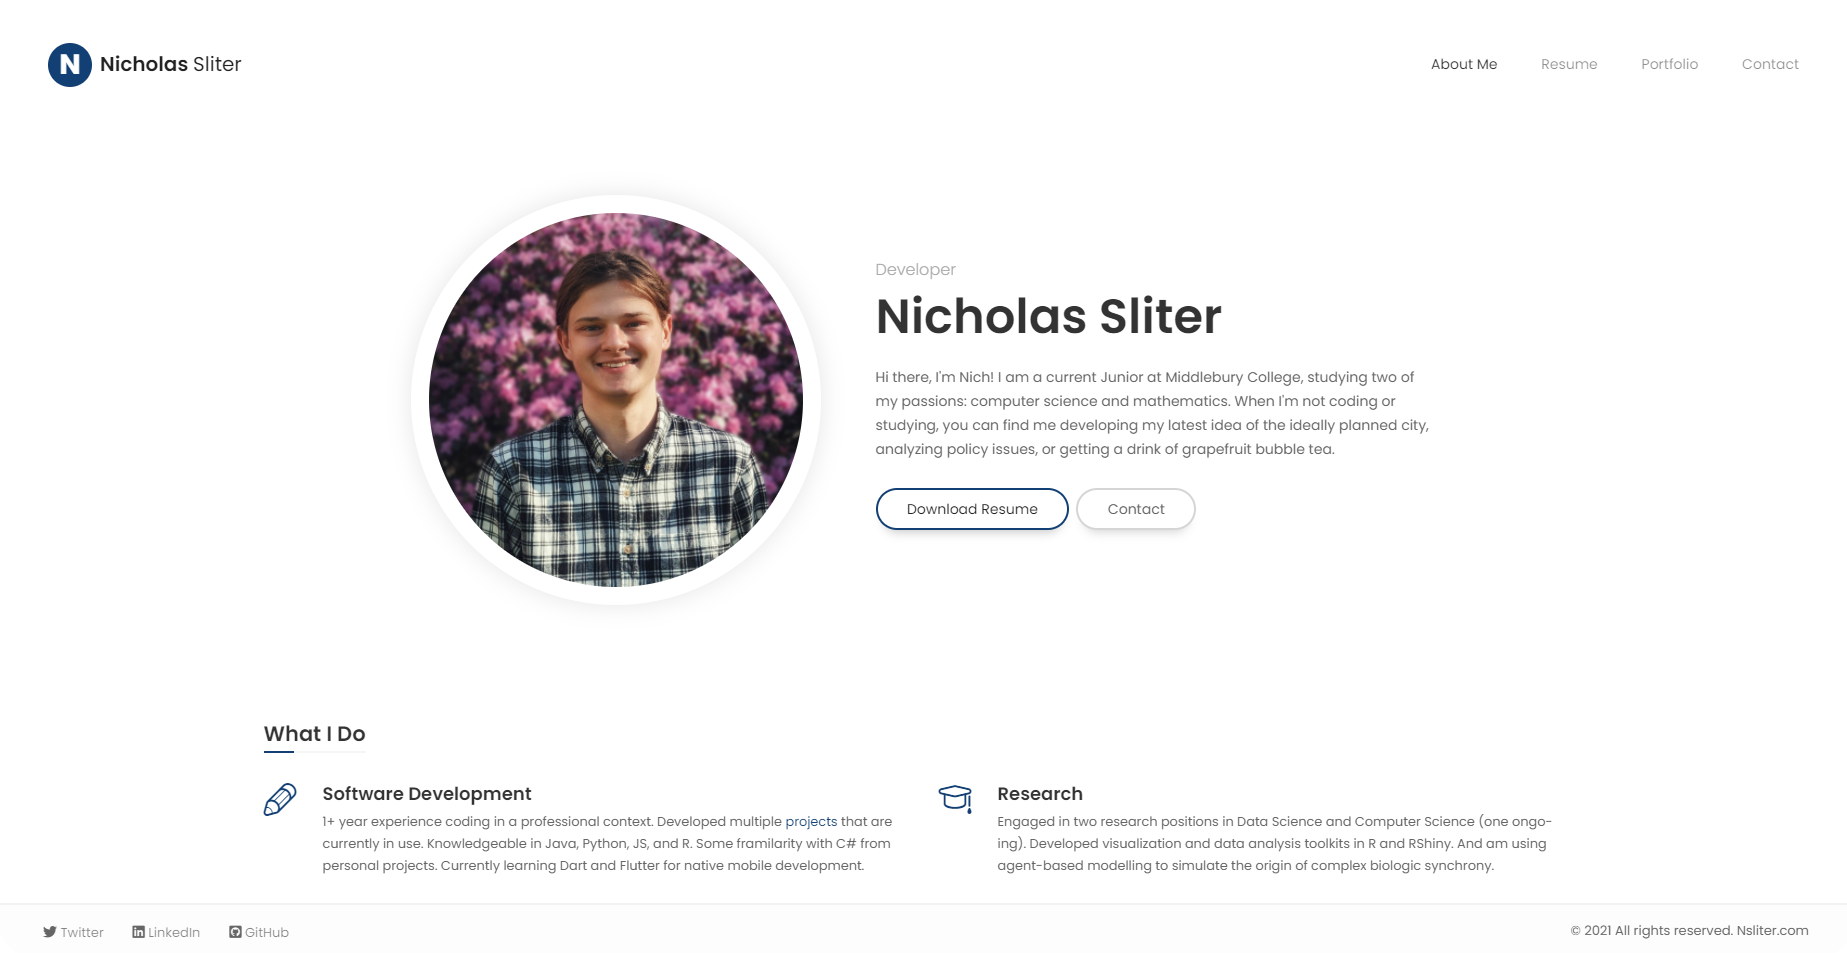 N Nicholas Sliter
About Me Resume Portfolio Contact
Developer
Nicholas Sliter
Hi there, I'm Nich! I am a current Junior at Middlebury College, studying two of
my passions: computer science and mathematics. When I'm not coding or
studying, you can find me developing my latest idea of the ideally planned city,
analyzing policy issues, or getting a drink of grapefruit bubble tea.
Download Resume Contact
What I Do
Software Development
1+ year experience coding in a professional context. Developed multiple projects that are
currently in use. Knowledgeable in Java, Python, JS, and R. Some framilarity with C# from
personal projects. Currently learning Dart and Flutter for native mobile development.
Research
Engaged in two research positions in Data Science and Computer Science (one ongo-
ing). Developed visualization and data analysis toolkits in R and RShiny. And am using
agent-based modelling to simulate the origin of complex biologic synchrony.
Twitter LinkedIn GitHub
© 2021 All rights reserved. Nsliter.com